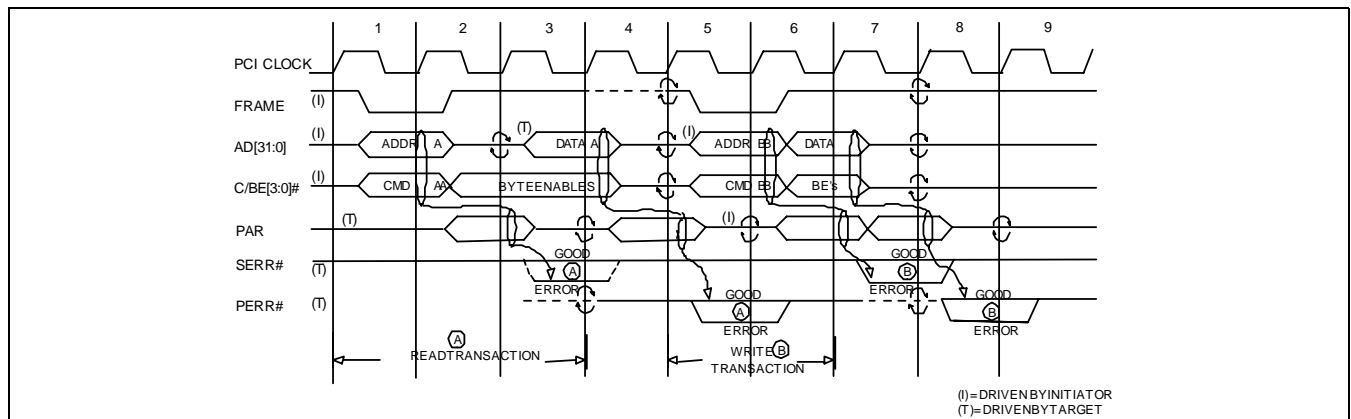 1 2 3 4 5 6 7 8 9
PCI CLOCK
FRAME (I)
(T) (I)
AD[31:0] (I) ADDR A DATA A ADDR BB DATA
C/BE[3:0]# (I) CMD AA BYTEENABLES CMD BB BE's
PAR (T) (I)
GOOD GOOD
SERR# (T) A B
ERROR ERROR
PERR# (T) GOOD GOOD
A B
ERROR ERROR
A
READTRANSACTION
WRITE B
TRANSACTION
(I)=DRIVENBYINITIATOR
(T)=DRIVENBYTARGET